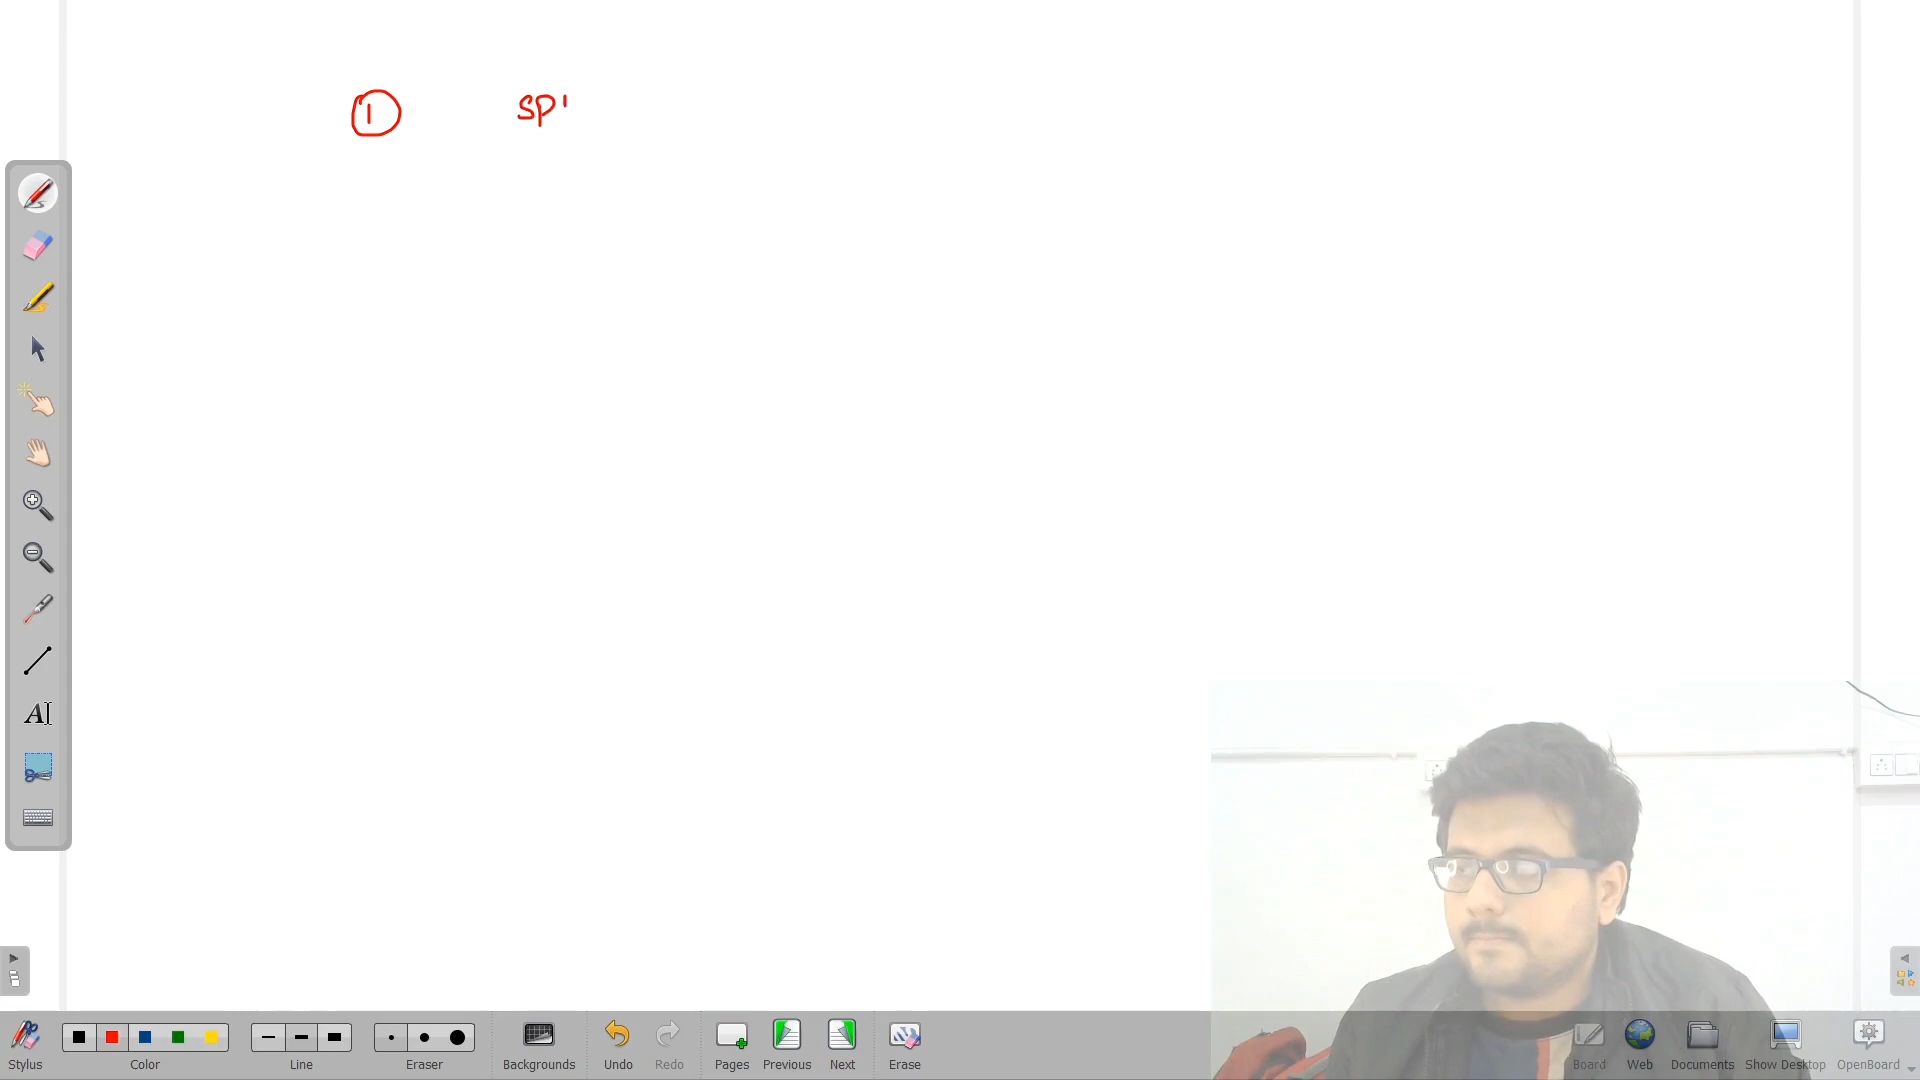 ① SP'
Stylus Color Line Eraser Backgrounds Undo Redo Pages Previous Next Erase Board Web Documents Show Desktop OpenBoard